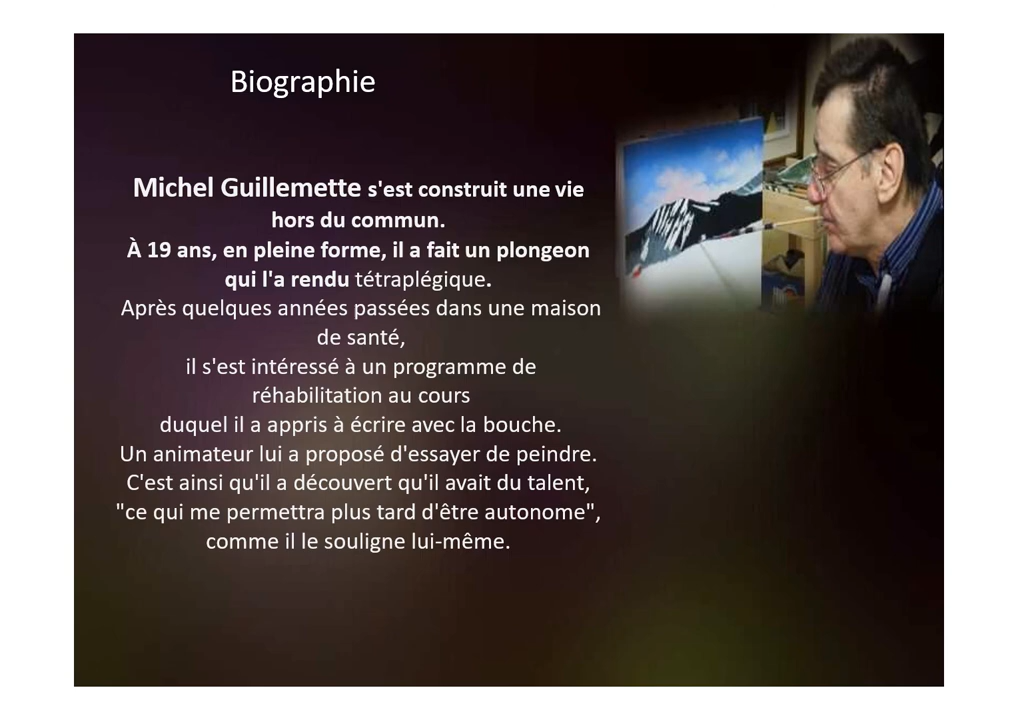 Biographie
Michel Guillemette s'est construit une vie
hors du commun.
À 19 ans, en pleine forme, il a fait un plongeon
qui l'a rendu tétraplégique.
Après quelques années passées dans une maison
de santé,
il s'est intéressé à un programme de
réhabilitation au cours
duquel il a appris à écrire avec la bouche.
Un animateur lui a proposé d'essayer de peindre.
C'est ainsi qu'il a découvert qu'il avait du talent,
"ce qui me permettra plus tard d'être autonome",
comme il le souligne lui-même.